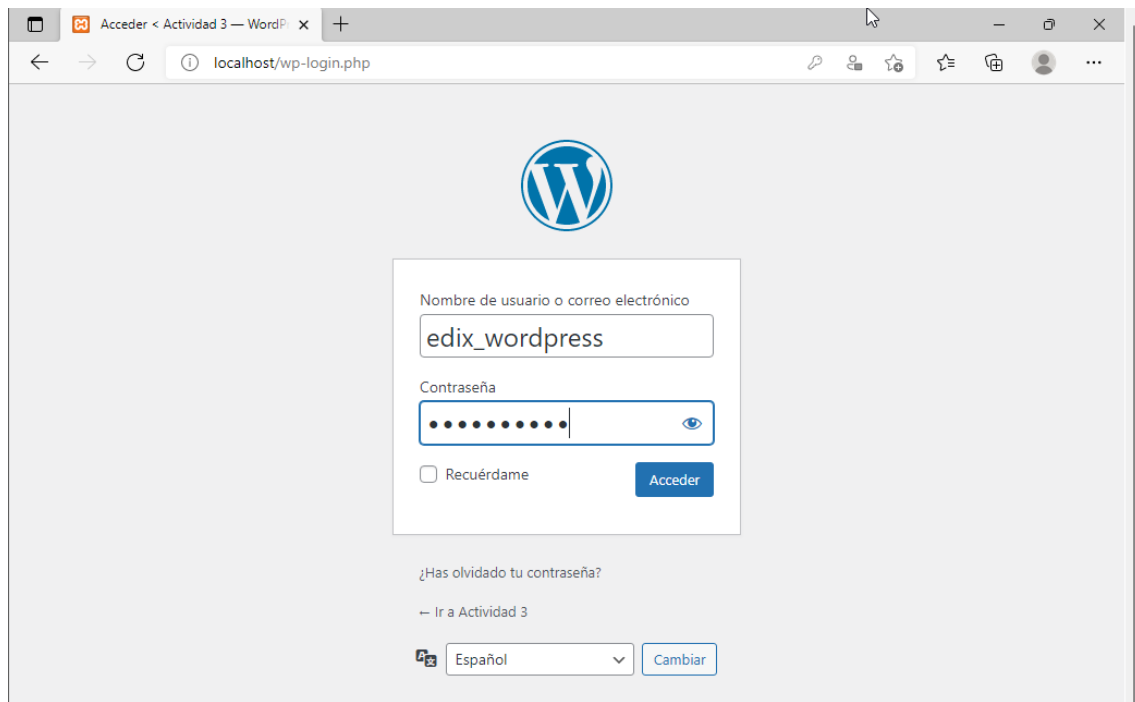 Acceder < Actividad 3 — WordPr
localhost/wp-login.php
Nombre de usuario o correo electrónico
edix_wordpress
Contraseña
••••••••••
Recuérdame
Acceder
¿Has olvidado tu contraseña?
← Ir a Actividad 3
Español
Cambiar